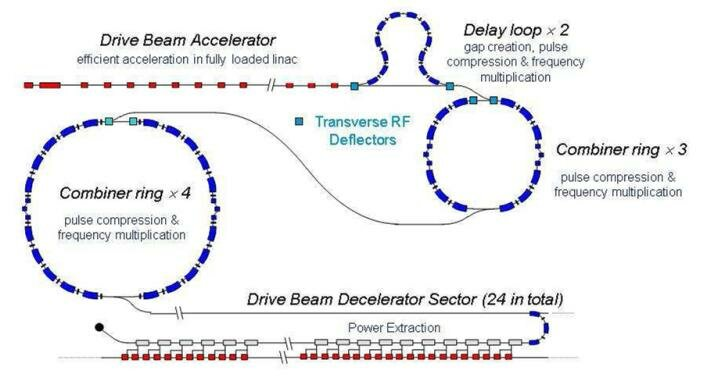 Drive Beam Accelerator
efficient acceleration in fully loaded linac
Delay loop × 2
gap creation, pulse
compression & frequency
multiplication
Transverse RF
Deflectors
Combiner ring × 3
pulse compression &
frequency multiplication
Combiner ring × 4
pulse compression &
frequency multiplication
Drive Beam Decelerator Sector (24 in total)
Power Extraction